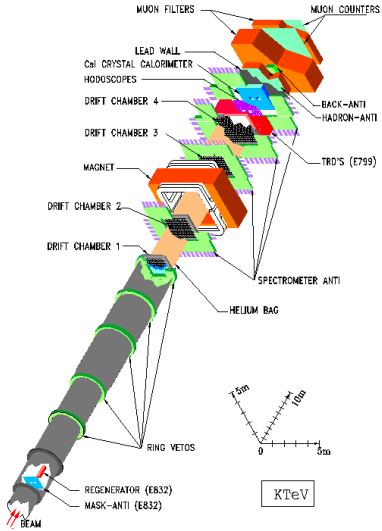 MUON FILTERS
MUON COUNTERS
LEAD WALL
CsI CRYSTAL CALORIMETER
HODOSCOPES
DRIFT CHAMBER 4
BACK-ANTI
HADRON-ANTI
DRIFT CHAMBER 3
TRD'S (E799)
MAGNET
DRIFT CHAMBER 2
DRIFT CHAMBER 1
SPECTROMETER ANTI
HELIUM BAG
RING VETOS
75m
10m
0
5m
REGENERATOR (E832)
KTeV
BEAM
MASK-ANTI (E832)